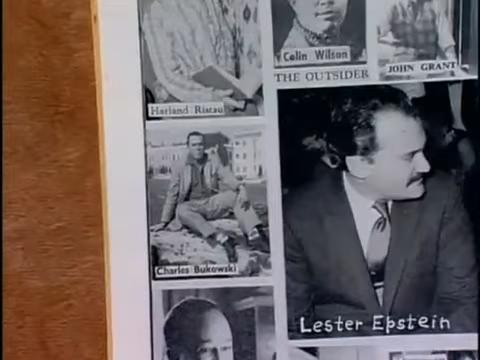 Colin Wilson
THE OUTSIDER
JOHN GRANT
Harland Ristau
Charles Bukowski
Lester Epstein